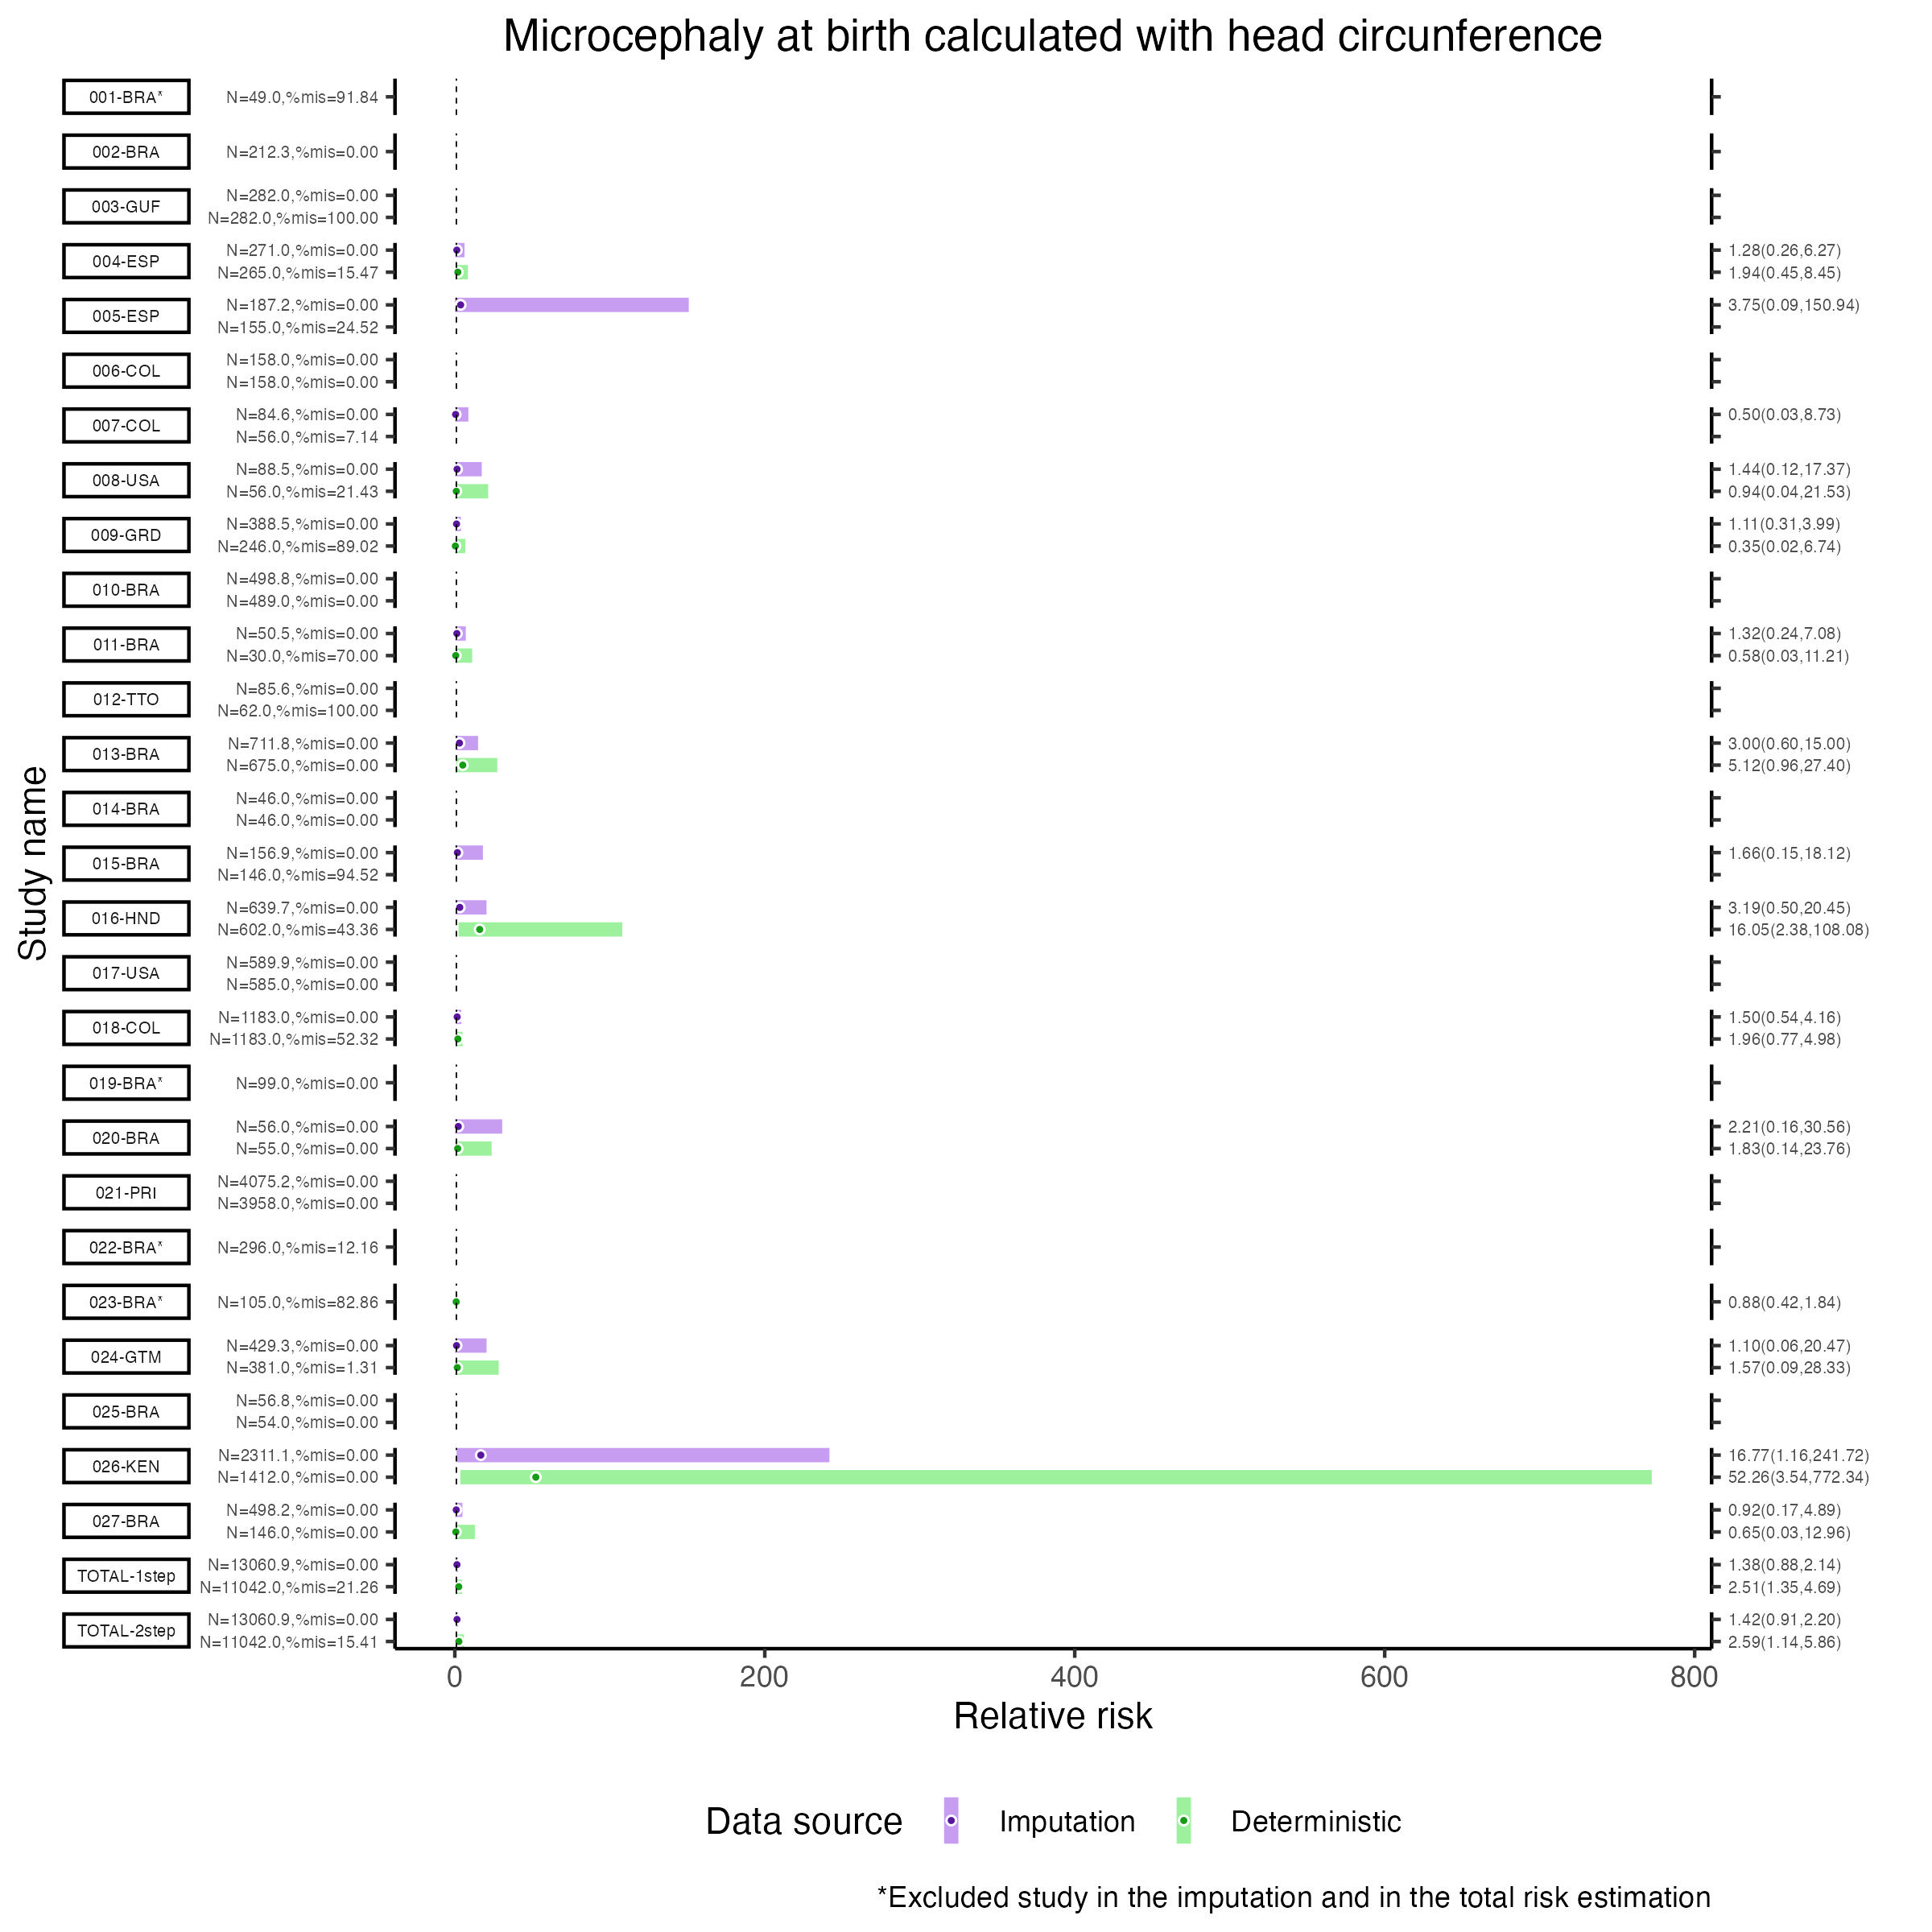 Microcephaly at birth calculated with head circunference
Study name
001-BRA* N=49.0,%mis=91.84
002-BRA N=212.3,%mis=0.00
003-GUF N=282.0,%mis=0.00
N=282.0,%mis=100.00
004-ESP N=271.0,%mis=0.00 1.28(0.26,6.27)
N=265.0,%mis=15.47 1.94(0.45,8.45)
005-ESP N=187.2,%mis=0.00 3.75(0.09,150.94)
N=155.0,%mis=24.52
006-COL N=158.0,%mis=0.00
N=158.0,%mis=0.00
007-COL N=84.6,%mis=0.00 0.50(0.03,8.73)
N=56.0,%mis=7.14
008-USA N=88.5,%mis=0.00 1.44(0.12,17.37)
N=56.0,%mis=21.43 0.94(0.04,21.53)
009-GRD N=388.5,%mis=0.00 1.11(0.31,3.99)
N=246.0,%mis=89.02 0.35(0.02,6.74)
010-BRA N=498.8,%mis=0.00
N=489.0,%mis=0.00
011-BRA N=50.5,%mis=0.00 1.32(0.24,7.08)
N=30.0,%mis=70.00 0.58(0.03,11.21)
012-TTO N=85.6,%mis=0.00
N=62.0,%mis=100.00
013-BRA N=711.8,%mis=0.00 3.00(0.60,15.00)
N=675.0,%mis=0.00 5.12(0.96,27.40)
014-BRA N=46.0,%mis=0.00
N=46.0,%mis=0.00
015-BRA N=156.9,%mis=0.00 1.66(0.15,18.12)
N=146.0,%mis=94.52
016-HND N=639.7,%mis=0.00 3.19(0.50,20.45)
N=602.0,%mis=43.36 16.05(2.38,108.08)
017-USA N=589.9,%mis=0.00
N=585.0,%mis=0.00
018-COL N=1183.0,%mis=0.00 1.50(0.54,4.16)
N=1183.0,%mis=52.32 1.96(0.77,4.98)
019-BRA* N=99.0,%mis=0.00
020-BRA N=56.0,%mis=0.00 2.21(0.16,30.56)
N=55.0,%mis=0.00 1.83(0.14,23.76)
021-PRI N=4075.2,%mis=0.00
N=3958.0,%mis=0.00
022-BRA* N=296.0,%mis=12.16
023-BRA* N=105.0,%mis=82.86 0.88(0.42,1.84)
024-GTM N=429.3,%mis=0.00 1.10(0.06,20.47)
N=381.0,%mis=1.31 1.57(0.09,28.33)
025-BRA N=56.8,%mis=0.00
N=54.0,%mis=0.00
026-KEN N=2311.1,%mis=0.00 16.77(1.16,241.72)
N=1412.0,%mis=0.00 52.26(3.54,772.34)
027-BRA N=498.2,%mis=0.00 0.92(0.17,4.89)
N=146.0,%mis=0.00 0.65(0.03,12.96)
TOTAL-1step N=13060.9,%mis=0.00 1.38(0.88,2.14)
N=11042.0,%mis=21.26 2.51(1.35,4.69)
TOTAL-2step N=13060.9,%mis=0.00 1.42(0.91,2.20)
N=11042.0,%mis=15.41 2.59(1.14,5.86)
0 200 400 600 800
Relative risk
Data source Imputation Deterministic
*Excluded study in the imputation and in the total risk estimation